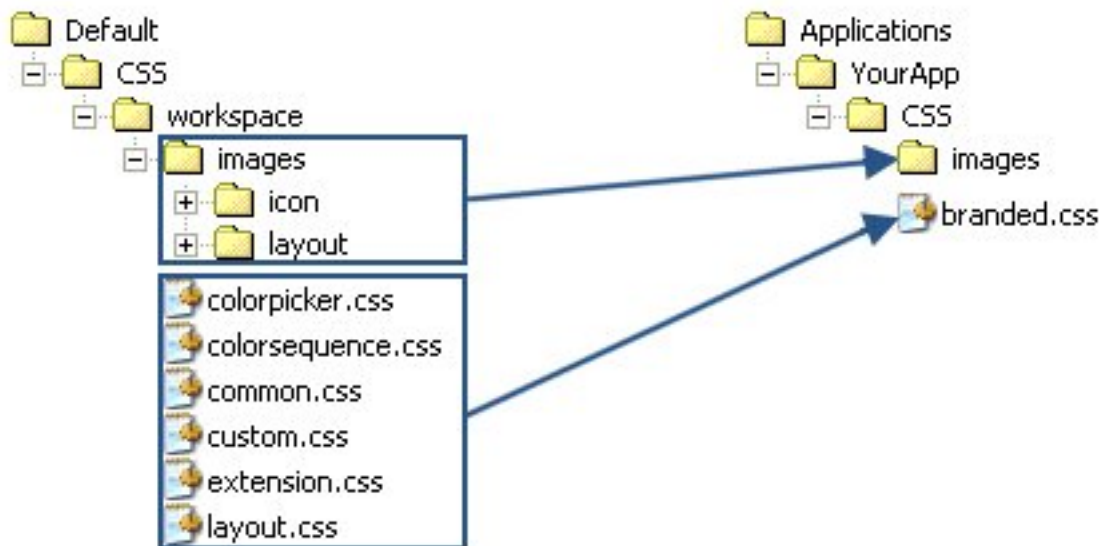 Default
CSS
workspace
images
icon
layout
colorpicker.css
colorsequence.css
common.css
custom.css
extension.css
layout.css
Applications
YourApp
CSS
images
branded.css